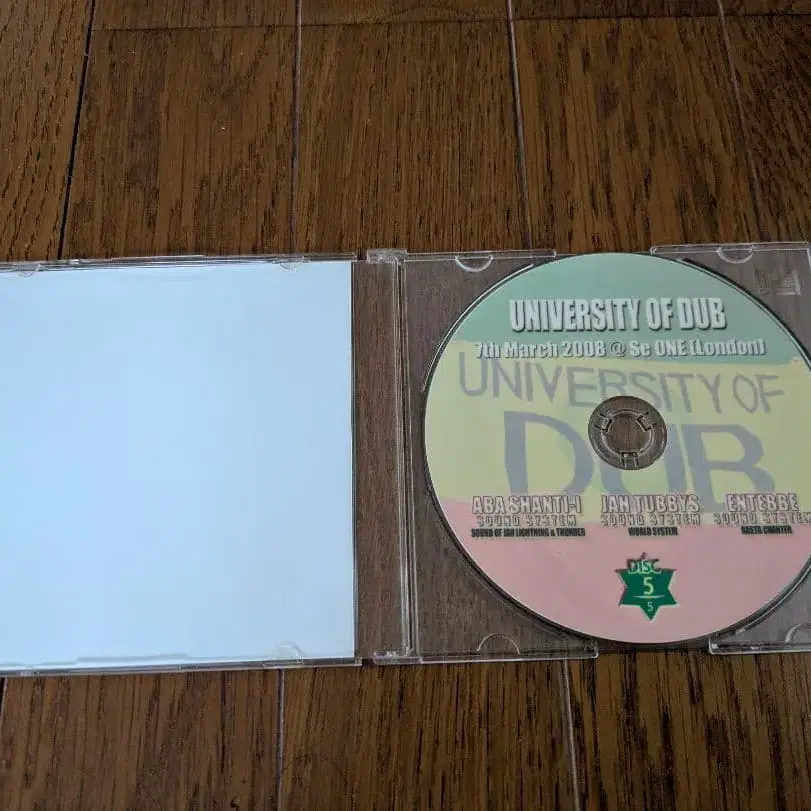 UNIVERSITY OF DUB
7th March 2008 @ Se ONE (London)
UNIVERSITY OF
DUB
ABA SHANTI-I
SOUND SYSTEM
SOUND OF JAH LIGHTNING & THUNDER
JAH TUBBYS
SOUND SYSTEM
WORLD SYSTEM
ENTEBBE
SOUND SYSTEM
RASTA CHARTER
DISC
5
5